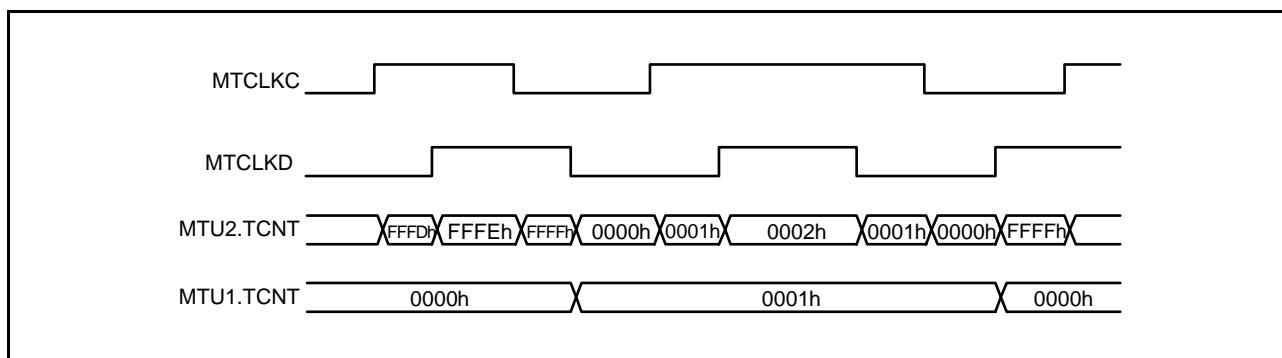 MTCLKC
MTCLKD
MTU2.TCNT FFFDh FFFEh FFFFh 0000h 0001h 0002h 0001h 0000h FFFFh
MTU1.TCNT 0000h 0001h 0000h